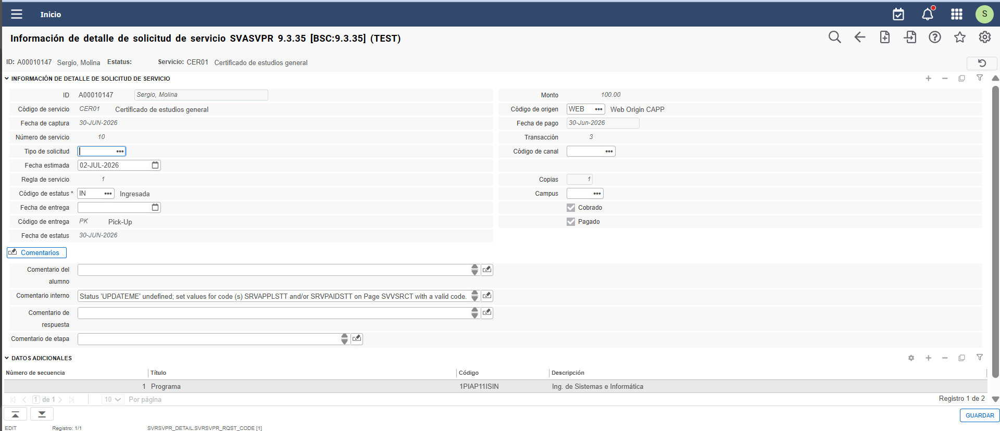 Inicio
S
Información de detalle de solicitud de servicio SVASVPR 9.3.35 [BSC:9.3.35] (TEST)
ID: A00010147 Sergio, Molina Estatus: Servicio: CER01 Certificado de estudios general
INFORMACIÓN DE DETALLE DE SOLICITUD DE SERVICIO
ID A00010147 Sergio, Molina Monto 100.00
Código de servicio CER01 Certificado de estudios general Código de origen WEB Web Origin CAPP
Fecha de captura 30-JUN-2026 Fecha de pago 30-Jun-2026
Número de servicio 10 Transacción 3
Tipo de solicitud Código de canal
Fecha estimada 02-JUL-2026
Regla de servicio 1 Copias 1
Código de estatus * IN Ingresada Campus
Fecha de entrega Cobrado
Código de entrega PK Pick-Up Pagado
Fecha de estatus 30-JUN-2026
Comentarios
Comentario del
alumno
Comentario interno Status 'UPDATEME' undefined; set values for code (s) SRVAPPLSTT and/or SRVPAIDSTT on Page SVVSRCT with a valid code.
Comentario de
respuesta
Comentario de etapa
DATOS ADICIONALES
Número de secuencia Título Código Descripción
1 Programa 1PIAP11ISIN Ing. de Sistemas e Informática
1 de 1 10 Por página Registro 1 de 2
GUARDAR
EDIT Registro: 1/1 SVRSVPR_DETAIL.SVRSVPR_RQST_CODE [1]